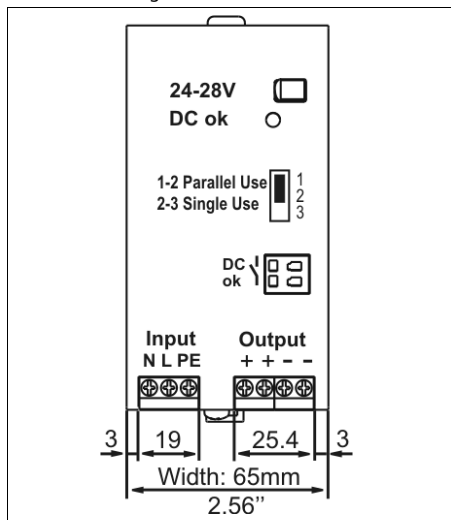 24-28V
DC ok
1-2 Parallel Use 1
2-3 Single Use 2
3
DC
ok
Input Output
N L PE + + - -
3 19 25.4 3
Width: 65mm
2.56’’